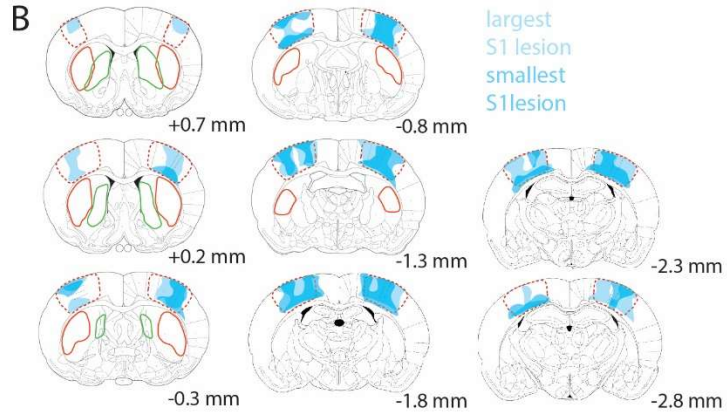 B
largest
S1 lesion
smallest
S1lesion
+0.7 mm
-0.8 mm
+0.2 mm
-1.3 mm
-2.3 mm
-0.3 mm
-1.8 mm
-2.8 mm